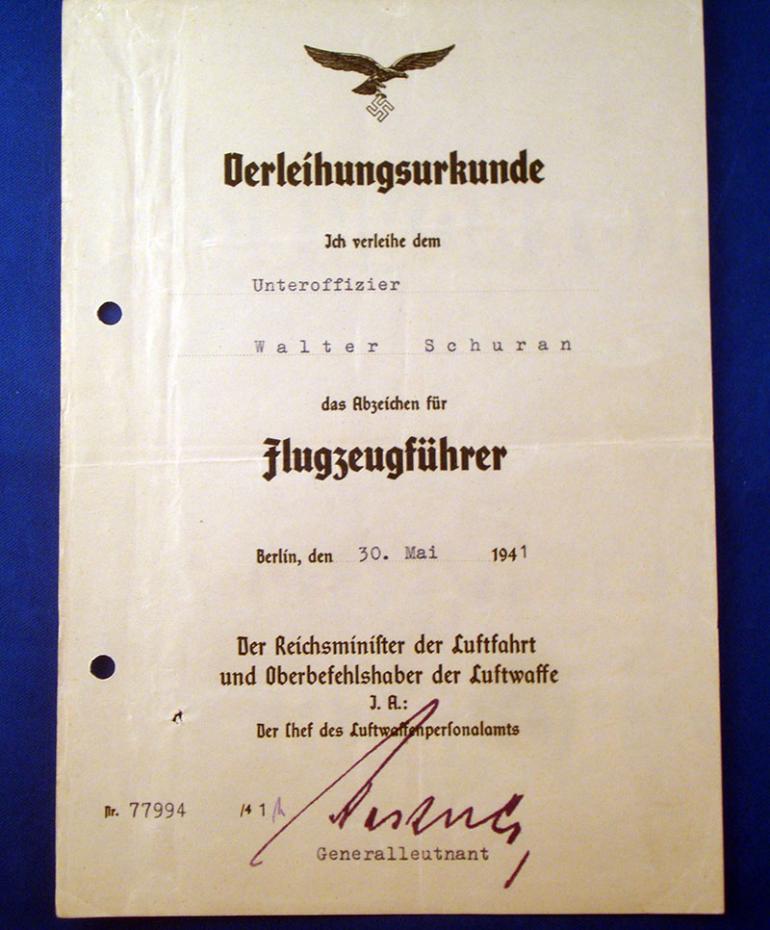 Verleihungsurkunde
Ich verleihe dem
Unteroffizier
Walter Schuran
das Abzeichen für
Flugzeugführer
Berlin, den 30. Mai 1941
Der Reichsminister der Luftfahrt
und Oberbefehlshaber der Luftwaffe
J. A.:
Der Chef des Luftwaffenpersonalamts
Nr. 77994 /41
Generalleutnant